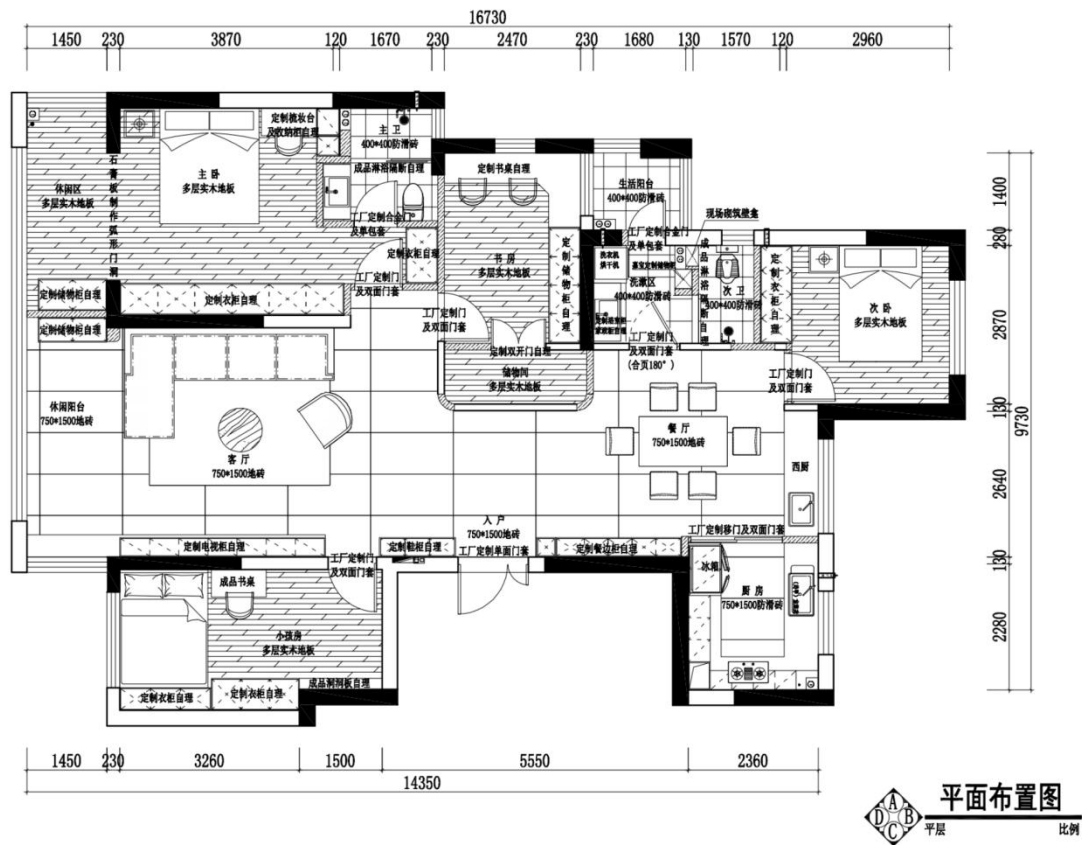 16730
1450 230 3870 120 1670 230 2470 230 1680 130 1570 120 2960
定制梳妆台
及收纳柜自理
主 卫
400*400防滑砖
成品淋浴隔断自理
主 卧
多层实木地板
石膏板制作弧形门洞
休闲区
多层实木地板
工厂定制合金门
及单包套
定制衣柜自理
工厂定制门
及双面门套
定制书桌自理
书 房
多层实木地板
定制储物柜自理
生活阳台
400*400防滑砖
现场砌筑壁龛
工厂定制合金门
及单包套
洗衣机
烘干机
洗漱区
400*400防滑砖
成品淋浴隔断自理
次 卫
400*400防滑砖
定制衣柜自理
次 卧
多层实木地板
1400
280
2870
130
2640
130
2280
9730
定制储物柜自理
定制衣柜自理
定制储物柜自理
工厂定制门
及双面门套
定制双开门自理
储物间
多层实木地板
工厂定制门
及双面门套
(合页180°)
工厂定制门
及双面门套
休闲阳台
750*1500地砖
客 厅
750*1500地砖
餐 厅
750*1500地砖
西厨
入 户
750*1500地砖
工厂定制单面门套
定制电视柜自理
定制鞋柜自理
定制餐边柜自理
工厂定制移门及双面门套
工厂定制门
及双面门套
冰箱
厨 房
750*1500防滑砖
成品书桌
小孩房
多层实木地板
成品洞洞板自理
定制衣柜自理
定制衣柜自理
1450 230 3260 1500 5550 2360
14350
A
B
C
D
平面布置图
平层
比例